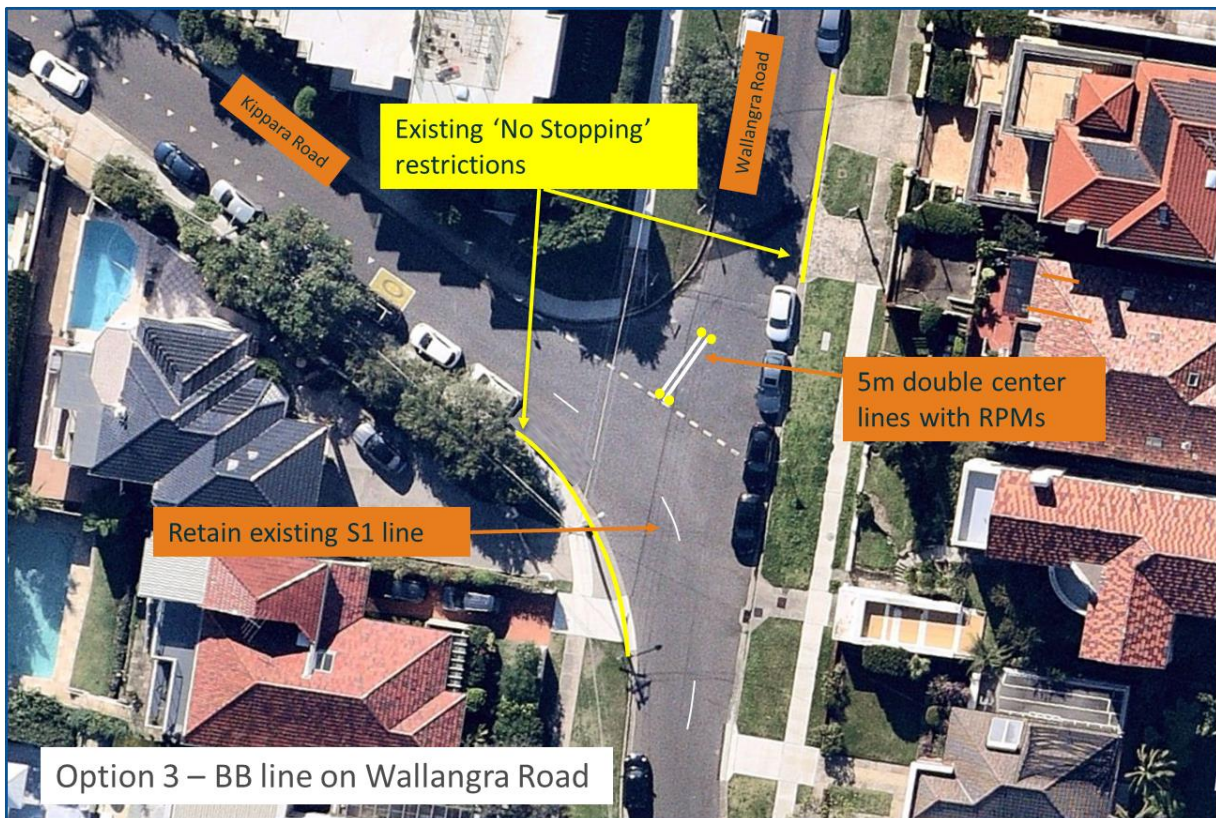 Kippara Road
Wallangra Road
Existing ‘No Stopping’
restrictions
5m double center
lines with RPMs
Retain existing S1 line
Option 3 – BB line on Wallangra Road